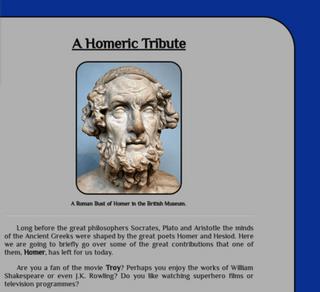 A Homeric Tribute
A Roman Bust of Homer in the British Museum.
Long before the great philosophers Socrates, Plato and Aristotle the minds
of the Ancient Greeks were shaped by the great poets Homer and Hesiod. Here
we are going to briefly go over some of the great contributions that one of
them, Homer, has left for us today.
Are you a fan of the movie Troy? Perhaps you enjoy the works of William
Shakespeare or even J.K. Rowling? Do you like watching superhero films or
television programmes?